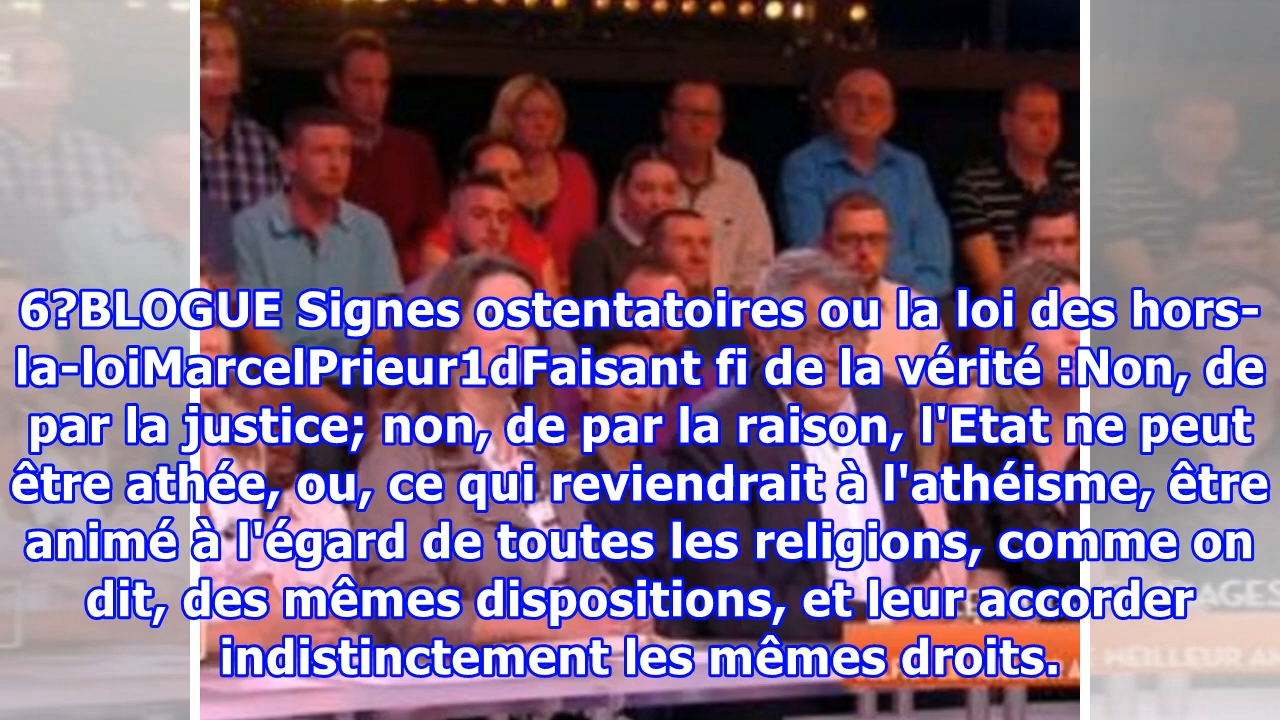 6?BLOGUE Signes ostentatoires ou la loi des hors-
la-loiMarcelPrieur1dFaisant fi de la vérité :Non, de
par la justice; non, de par la raison, l'Etat ne peut
être athée, ou, ce qui reviendrait à l'athéisme, être
animé à l'égard de toutes les religions, comme on
dit, des mêmes dispositions, et leur accorder
indistinctement les mêmes droits.
MEILLEUR